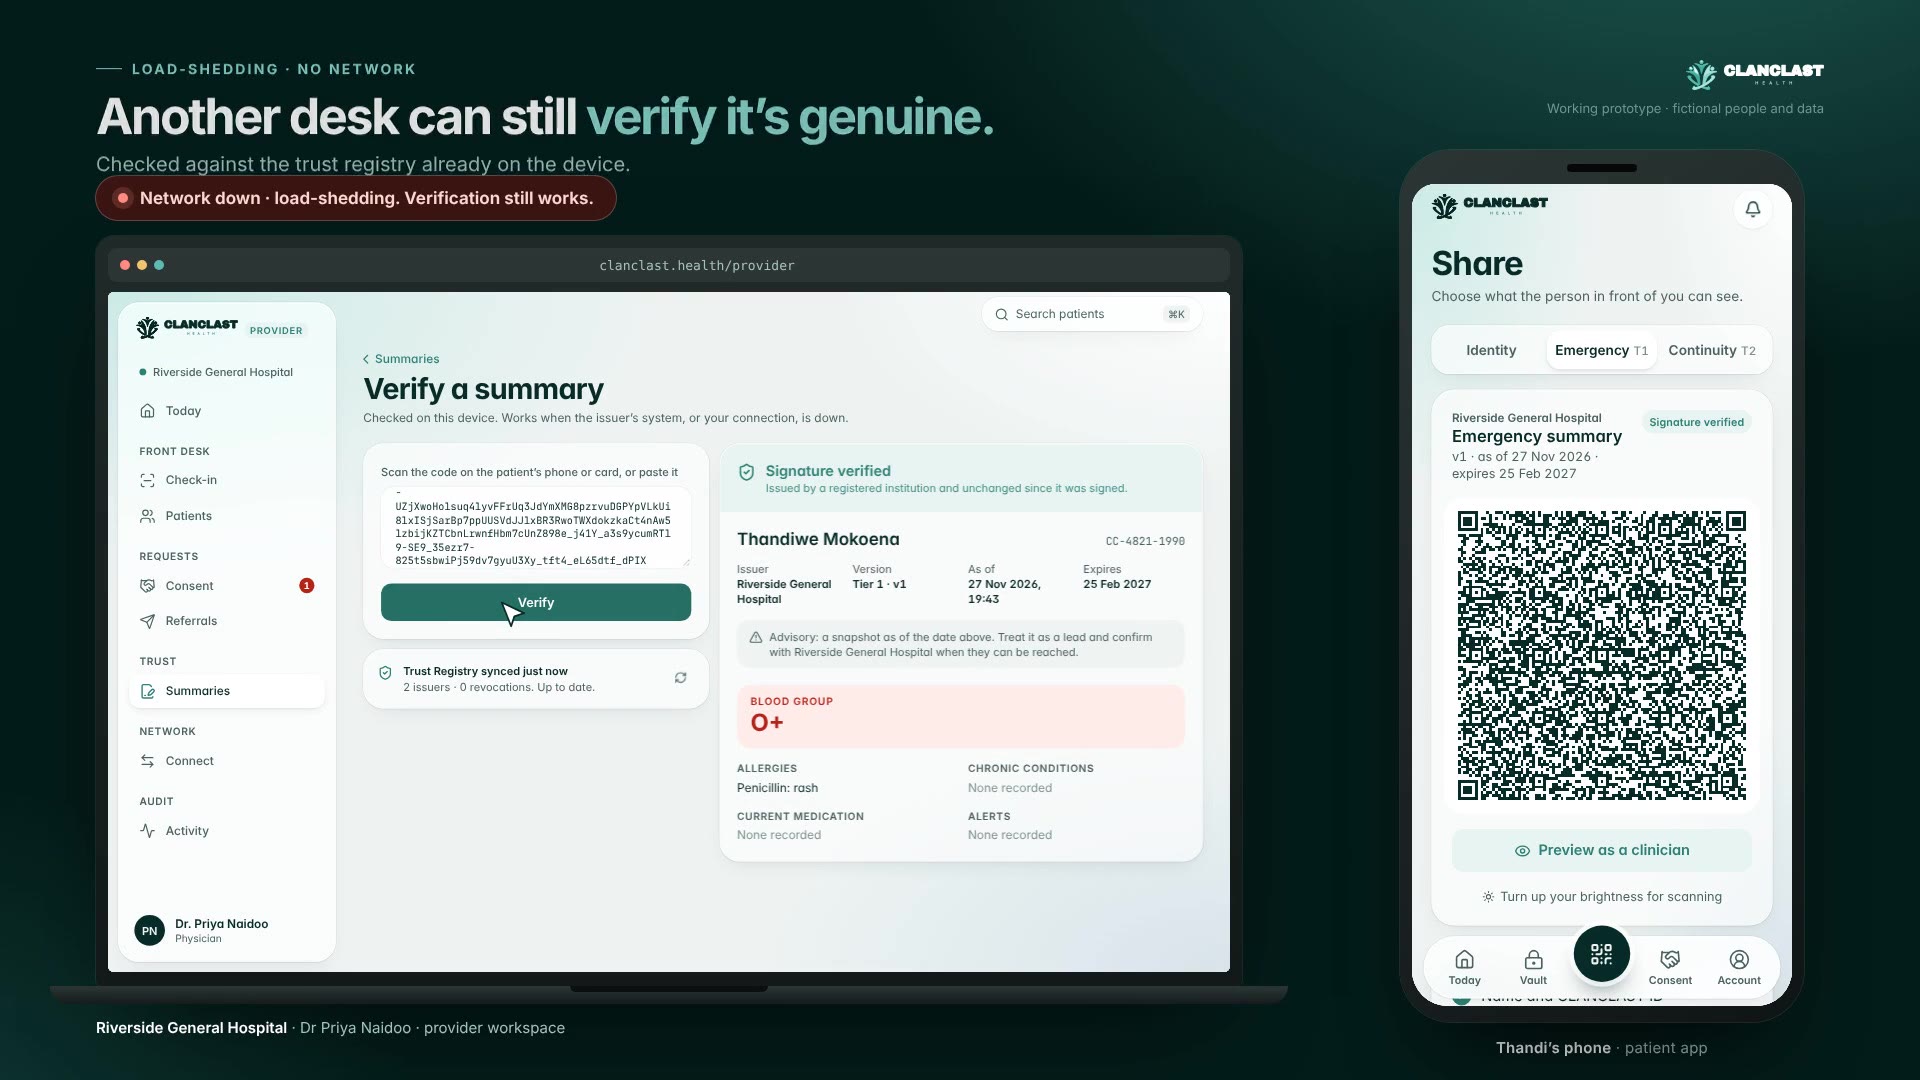 LOAD-SHEDDING · NO NETWORK
Another desk can still verify it's genuine.
Checked against the trust registry already on the device.
Network down · load-shedding. Verification still works.
CLANCLAST
HEALTH
Working prototype · fictional people and data
clanclast.health/provider
CLANCLAST
HEALTH
PROVIDER
Riverside General Hospital
Today
FRONT DESK
Check-in
Patients
REQUESTS
Consent 1
Referrals
TRUST
Summaries
NETWORK
Connect
AUDIT
Activity
PN
Dr. Priya Naidoo
Physician
Search patients ⌘K
Summaries
Verify a summary
Checked on this device. Works when the issuer's system, or your connection, is down.
Scan the code on the patient's phone or card, or paste it
Verify
Trust Registry synced just now
2 issuers · 0 revocations. Up to date.
Signature verified
Issued by a registered institution and unchanged since it was signed.
Thandiwe Mokoena CC-4821-1990
Issuer Version As of Expires
Riverside General Tier 1 · v1 27 Nov 2026, 25 Feb 2027
Hospital 19:43
Advisory: a snapshot as of the date above. Treat it as a lead and confirm
with Riverside General Hospital when they can be reached.
BLOOD GROUP
O+
ALLERGIES CHRONIC CONDITIONS
Penicillin: rash None recorded
CURRENT MEDICATION ALERTS
None recorded None recorded
Riverside General Hospital · Dr Priya Naidoo · provider workspace
CLANCLAST
HEALTH
Share
Choose what the person in front of you can see.
Identity Emergency T1 Continuity T2
Riverside General Hospital
Signature verified
Emergency summary
v1 · as of 27 Nov 2026 ·
expires 25 Feb 2027
Preview as a clinician
Turn up your brightness for scanning
Today Vault Consent Account
Name and CLANCLAST ID
Thandi's phone · patient app